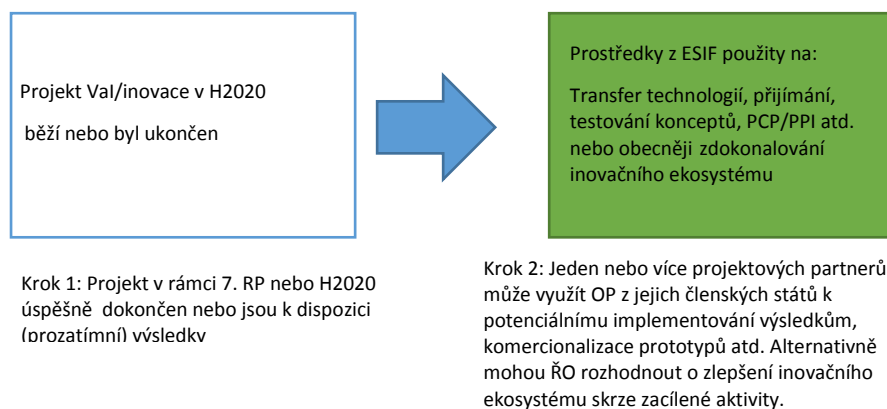 Projekt VaI/inovace v H2020
běží nebo byl ukončen
Prostředky z ESIF použity na:
Transfer technologií, přijímání,
testování konceptů, PCP/PPI atd.
nebo obecněji zdokonalování
inovačního ekosystému
Krok 1: Projekt v rámci 7. RP nebo H2020
úspěšně dokončen nebo jsou k dispozici
(prozatímní) výsledky
Krok 2: Jeden nebo více projektových partnerů
může využít OP z jejich členských států k
potenciálnímu implementování výsledkům,
komercionalizace prototypů atd. Alternativně
mohou ŘO rozhodnout o zlepšení inovačního
ekosystému skrze zacílené aktivity.